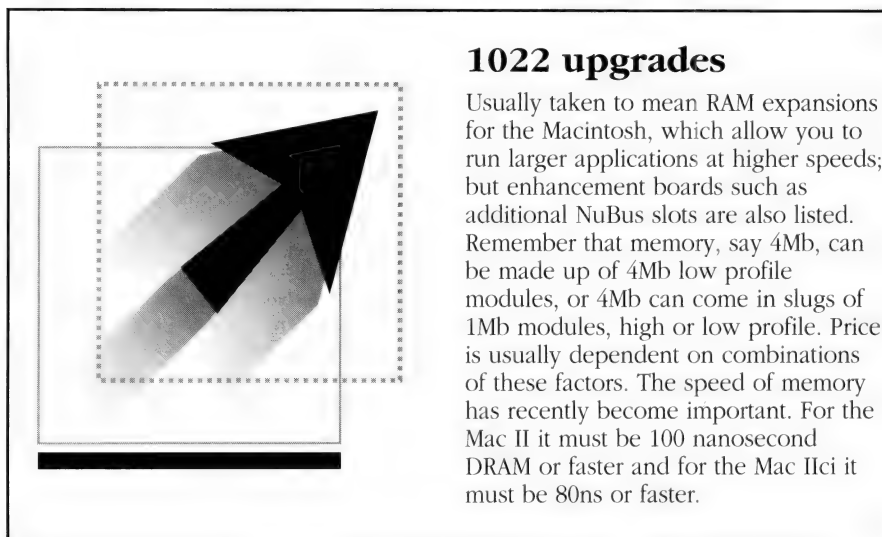 1022 upgrades
Usually taken to mean RAM expansions
for the Macintosh, which allow you to
run larger applications at higher speeds;
but enhancement boards such as
additional NuBus slots are also listed.
Remember that memory, say 4Mb, can
be made up of 4Mb low profile
modules, or 4Mb can come in slugs of
1Mb modules, high or low profile. Price
is usually dependent on combinations
of these factors. The speed of memory
has recently become important. For the
Mac II it must be 100 nanosecond
DRAM or faster and for the Mac IIci it
must be 80ns or faster.